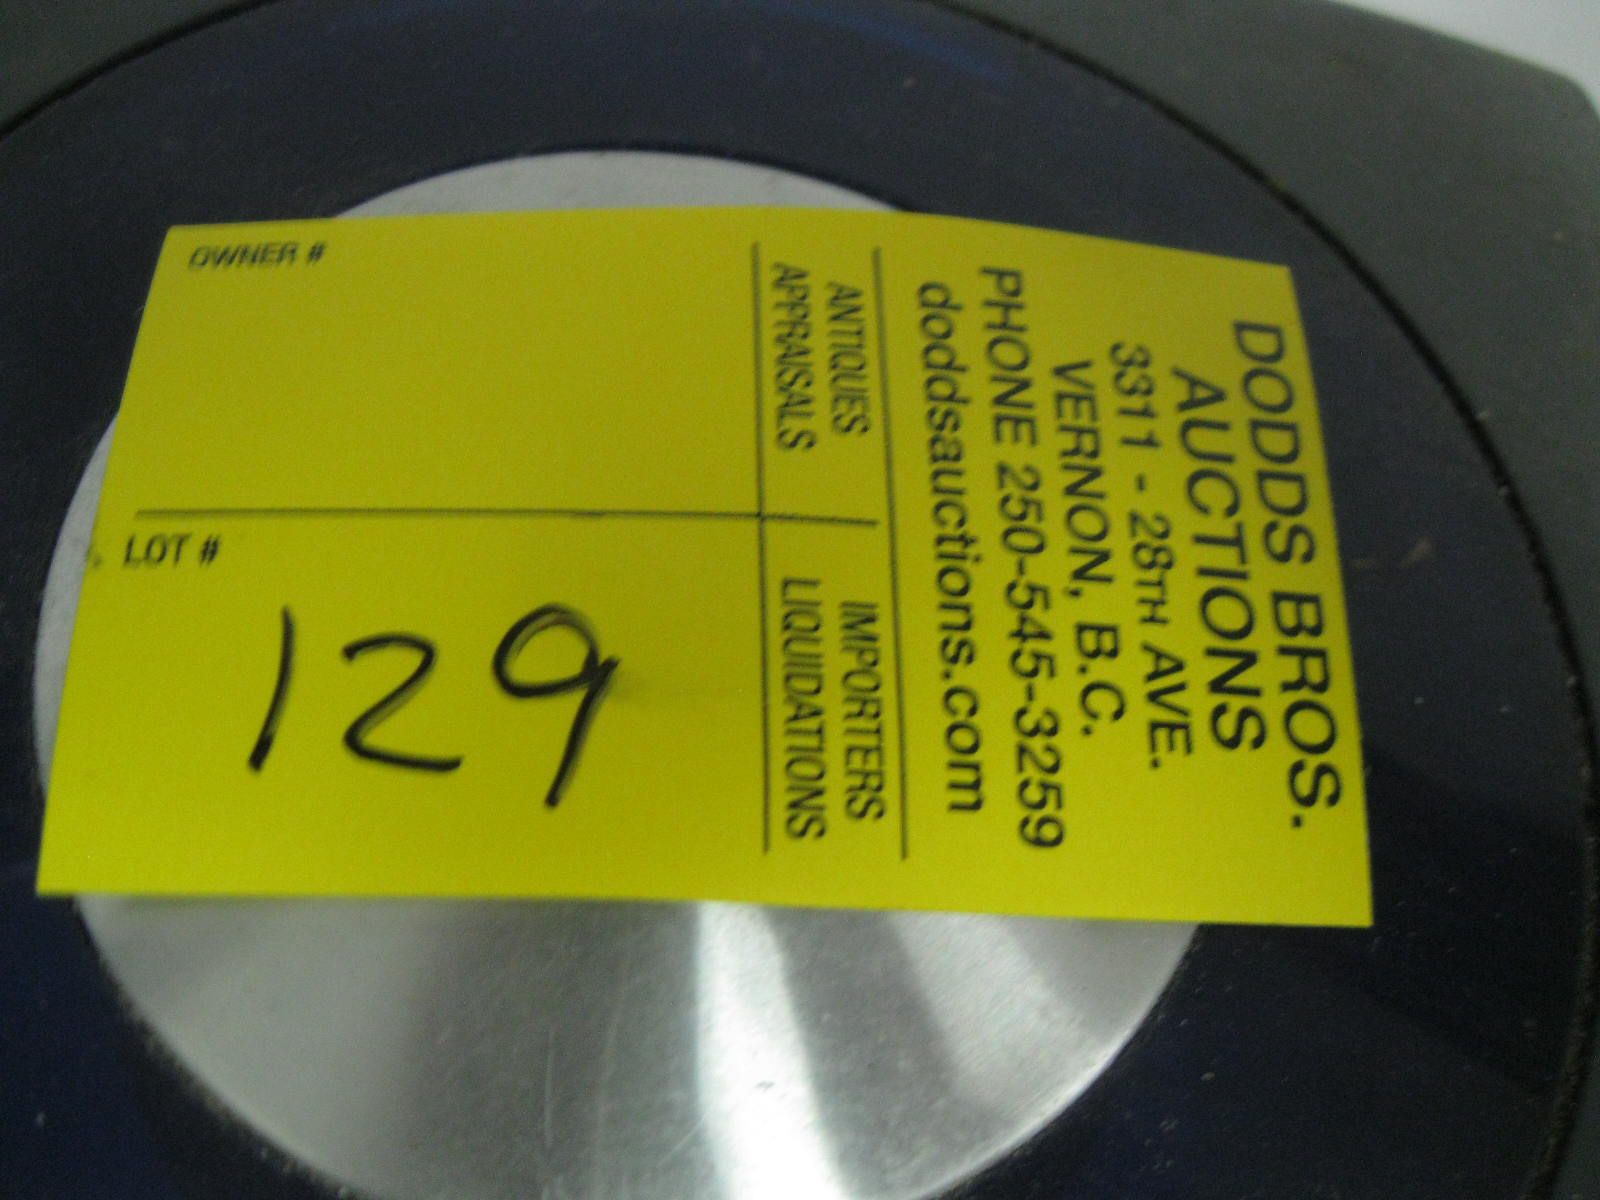 DODDS BROS.
AUCTIONS
3311 - 28TH AVE.
VERNON, B.C.
PHONE 250-545-3259
doddsauctions.com
ANTIQUES
APPRAISALS
IMPORTERS
LIQUIDATIONS
OWNER #
LOT #
129